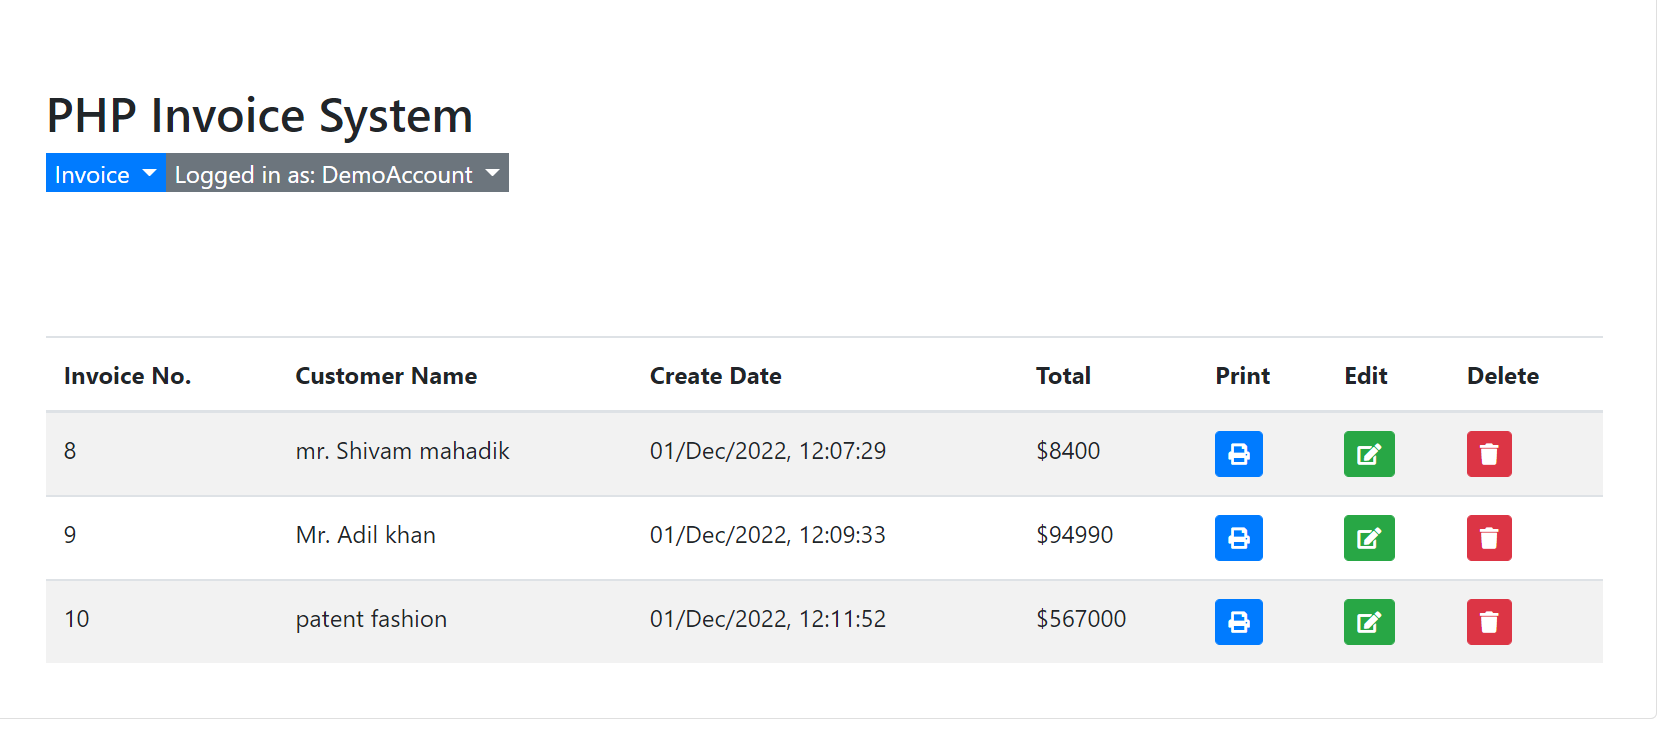 PHP Invoice System
Invoice Logged in as: DemoAccount
Invoice No. Customer Name Create Date Total Print Edit Delete
8 mr. Shivam mahadik 01/Dec/2022, 12:07:29 $8400
9 Mr. Adil khan 01/Dec/2022, 12:09:33 $94990
10 patent fashion 01/Dec/2022, 12:11:52 $567000